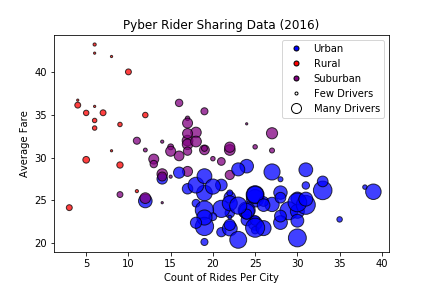 Pyber Rider Sharing Data (2016)
Urban
Rural
Suburban
Few Drivers
Many Drivers
Average Fare
40
35
30
25
20
5 10 15 20 25 30 35 40
Count of Rides Per City